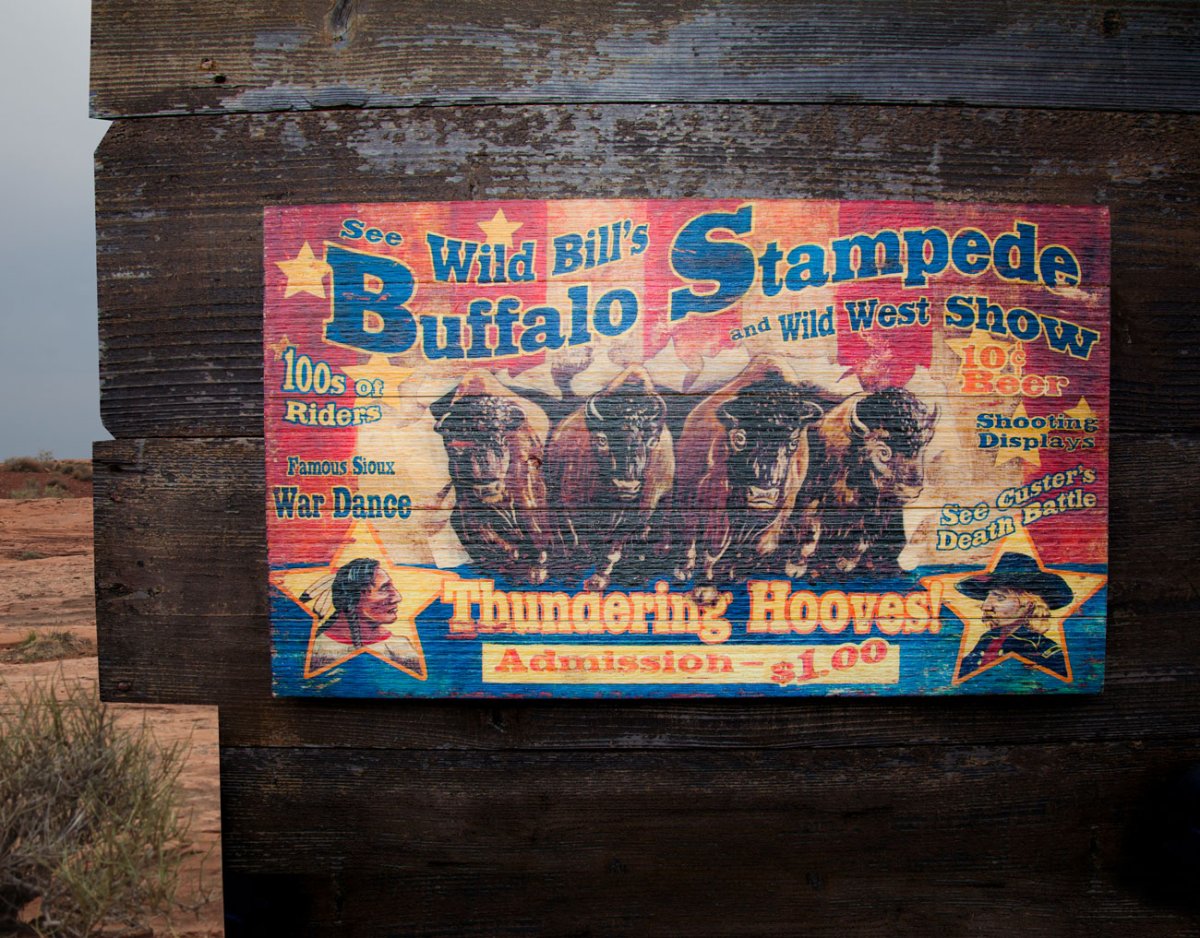 See Wild Bill's
Buffalo Stampede
and Wild West Show
100s of
Riders
Famous Sioux
War Dance
10¢
Beer
Shooting
Displays
See Custer's
Death Battle
Thundering Hooves!
Admission - $1.00